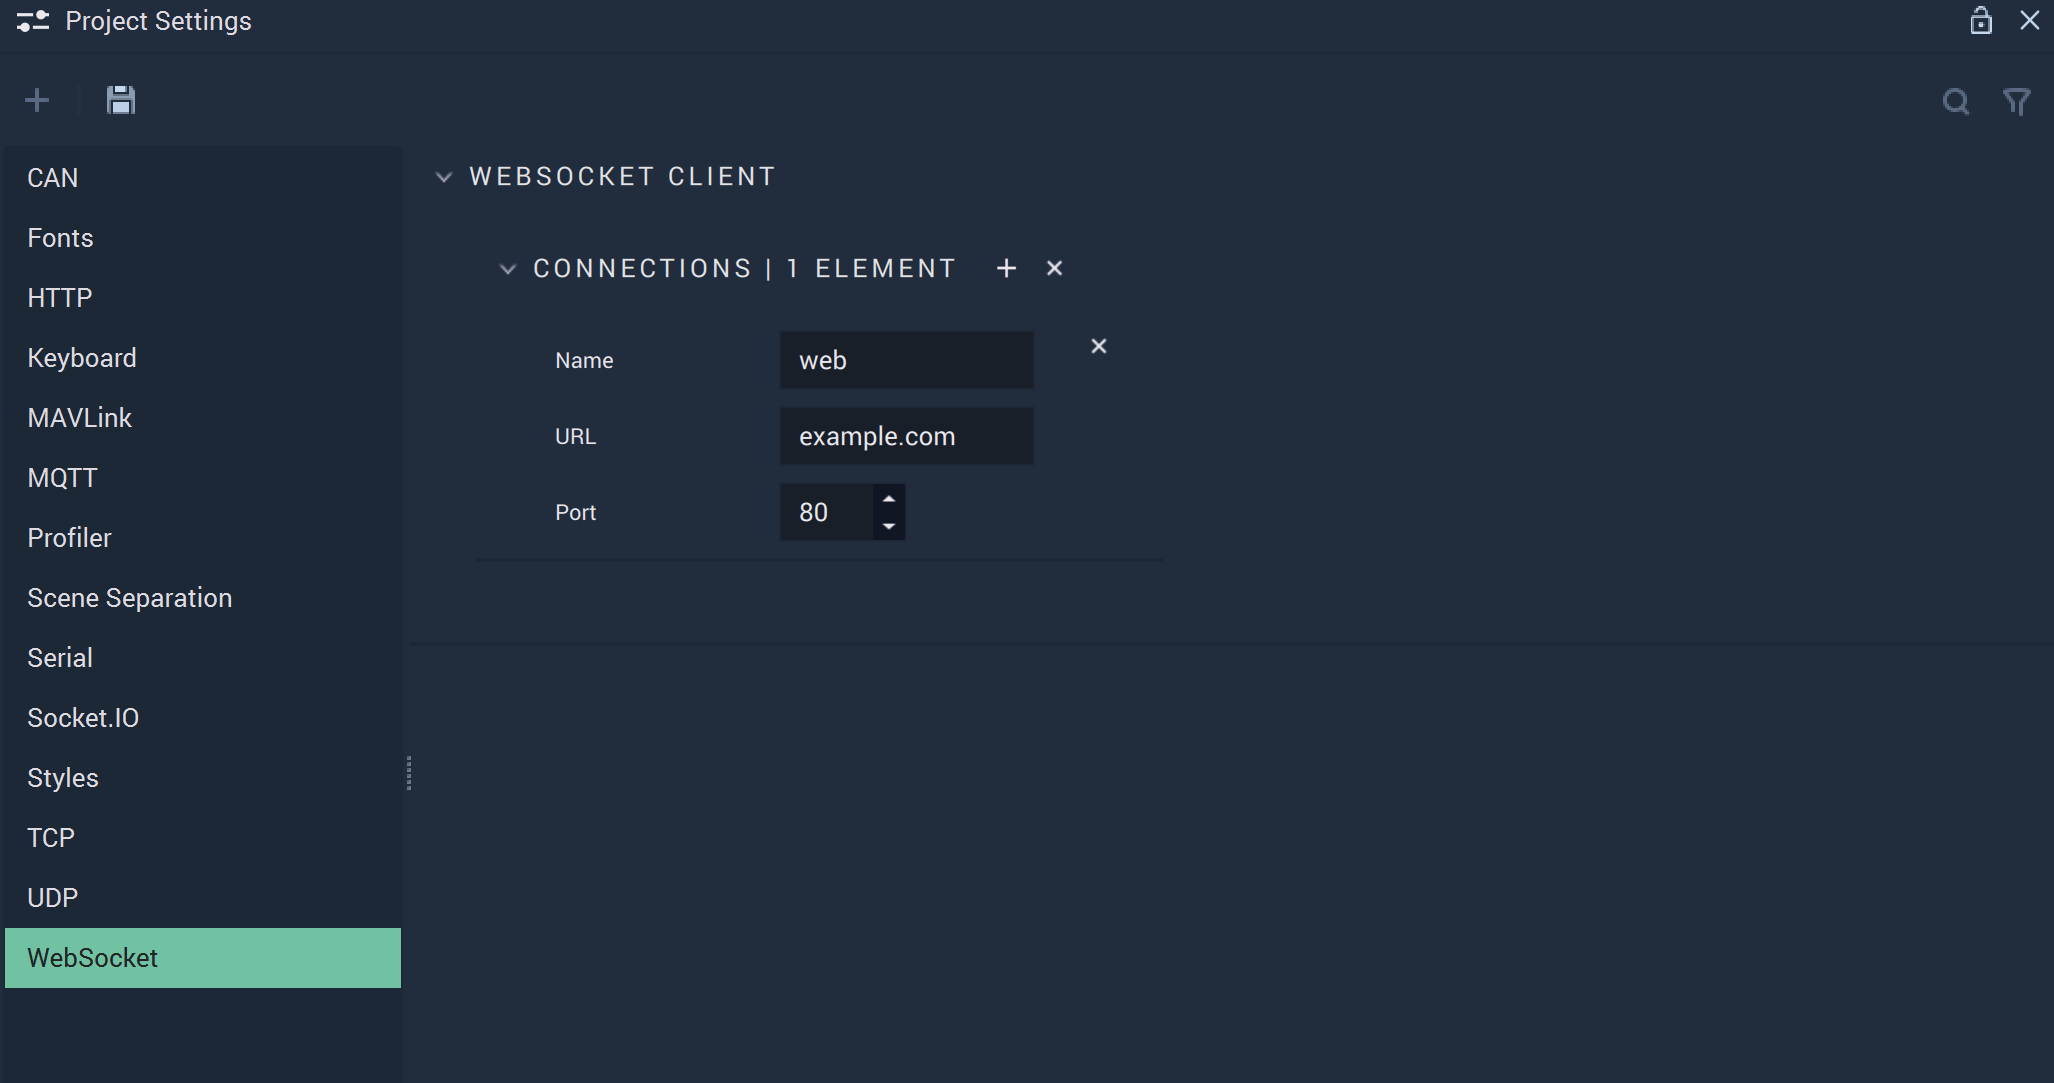 Project Settings
CAN
Fonts
HTTP
Keyboard
MAVLink
MQTT
Profiler
Scene Separation
Serial
Socket.IO
Styles
TCP
UDP
WebSocket
WEBSOCKET CLIENT
CONNECTIONS | 1 ELEMENT
Name web
URL example.com
Port 80